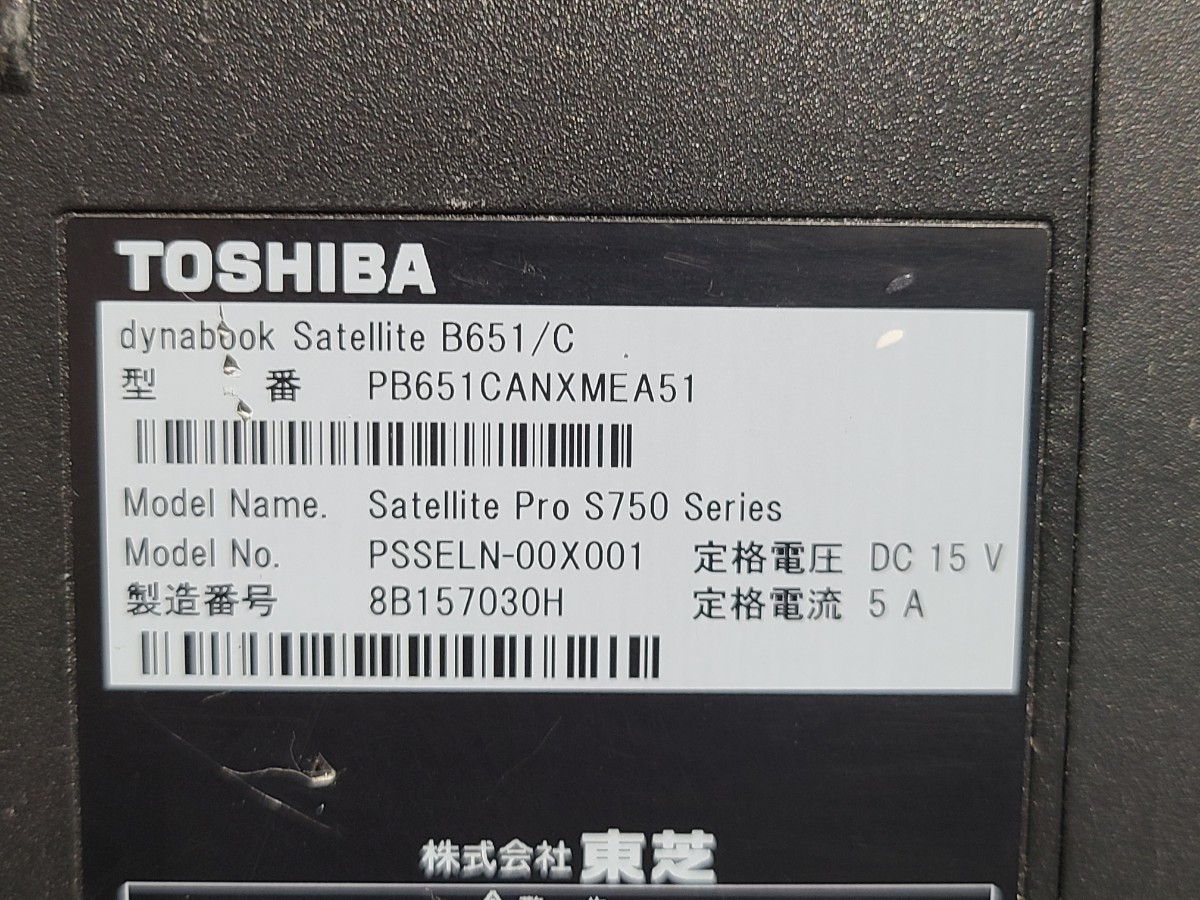 TOSHIBA
dynabook Satellite B651/C
型 番 PB651CANXMEA51
Model Name. Satellite Pro S750 Series
Model No. PSSELN-00X001 定格電圧 DC 15 V
製造番号 8B157030H 定格電流 5 A
株式会社 東芝